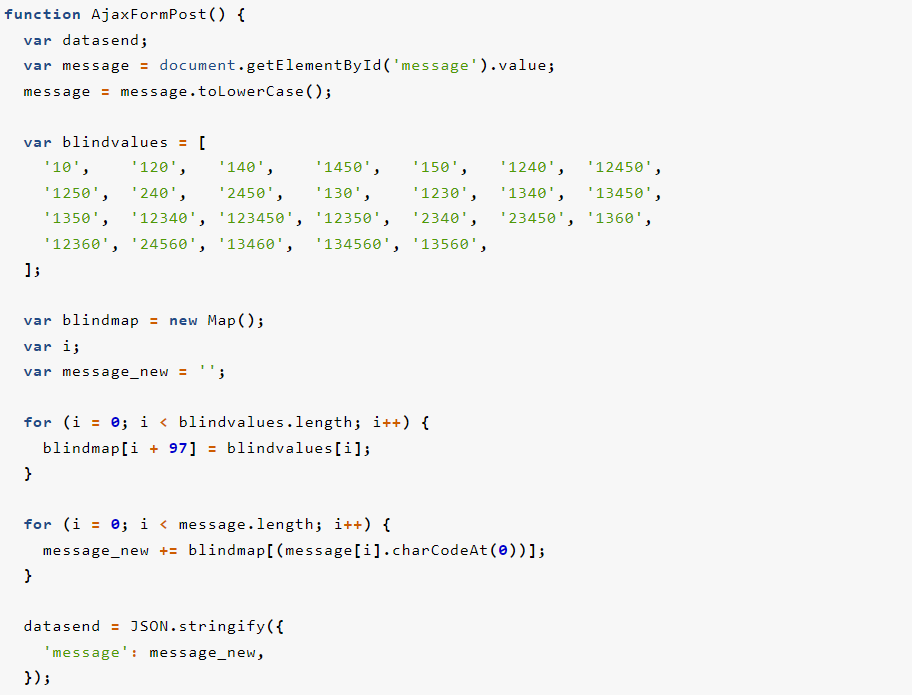 function AjaxFormPost() {
  var datasend;
  var message = document.getElementById('message').value;
  message = message.toLowerCase();

  var blindvalues = [
    '10',    '120',   '140',    '1450',   '150',   '1240',  '12450',
    '1250',  '240',   '2450',   '130',    '1230',  '1340',  '13450',
    '1350',  '12340', '123450', '12350',  '2340',  '23450', '1360',
    '12360', '24560', '13460',  '134560', '13560',
  ];

  var blindmap = new Map();
  var i;
  var message_new = '';

  for (i = 0; i < blindvalues.length; i++) {
    blindmap[i + 97] = blindvalues[i];
  }

  for (i = 0; i < message.length; i++) {
    message_new += blindmap[(message[i].charCodeAt(0))];
  }

  datasend = JSON.stringify({
    'message': message_new,
  });